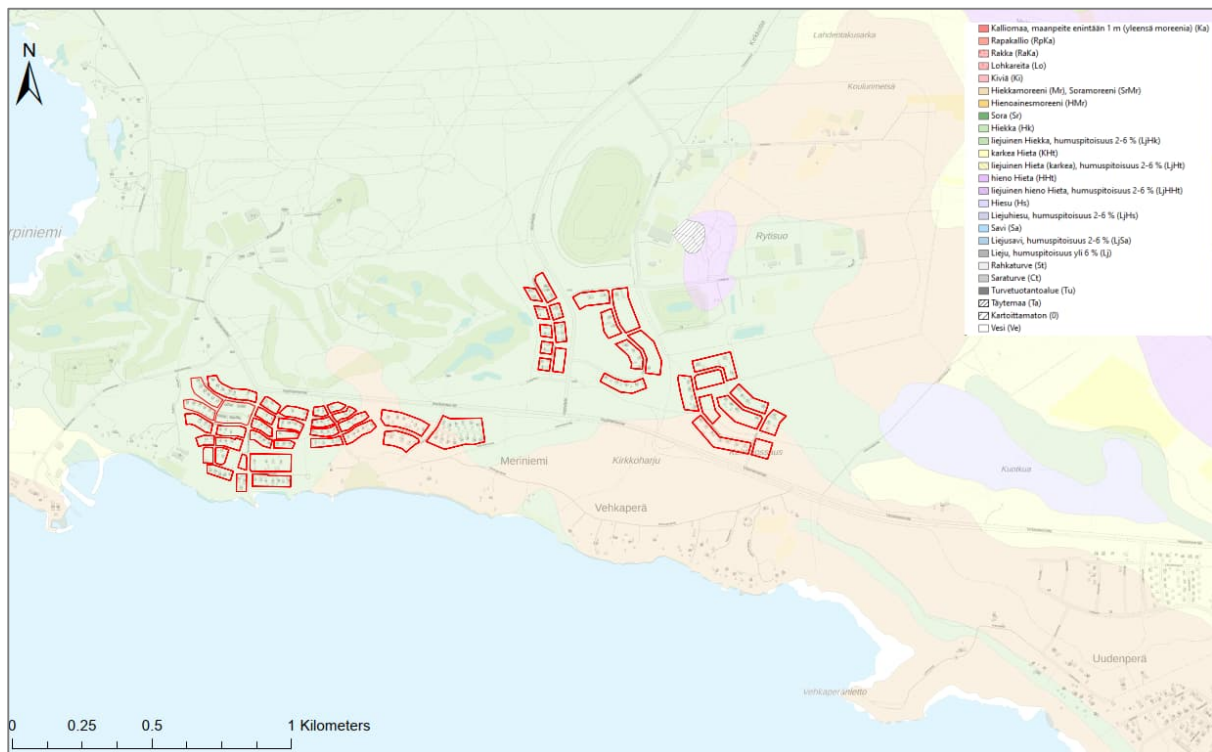 N
Kalliomaa, maanpeite enintään 1 m (yleensä moreenia) (Ka)
Rapakallio (RpKa)
Rakka (RaKa)
Lohkareita (Lo)
Kiviä (Ki)
Hiekkamoreeni (Mr), Soramoreeni (SrMr)
Hienoainesmoreeni (HMr)
Sora (Sr)
Hiekka (Hk)
liejuinen Hiekka, humuspitoisuus 2-6 % (LjHk)
karkea Hieta (KHt)
liejuinen Hieta (karkea), humuspitoisuus 2-6 % (LjHt)
hieno Hieta (HHt)
liejuinen hieno Hieta, humuspitoisuus 2-6 % (LjHHt)
Hiesu (Hs)
Liejuhiesu, humuspitoisuus 2-6 % (LjHs)
Savi (Sa)
Liejusavi, humuspitoisuus 2-6 % (LjSa)
Lieju, humuspitoisuus yli 6 % (Lj)
Rahkaturve (St)
Saraturve (Ct)
Turvetuotantoalue (Tu)
Täytemaa (Ta)
Kartoittamaton (0)
Vesi (Ve)
Lahdentakusarka
Koulunmetsä
rpiniemi
Rytisuo
Meriniemi
Kirkkoharju
Kunikua
Vehkaperä
Uudenperä
Vehkaperänletto
0 0.25 0.5 1 Kilometers